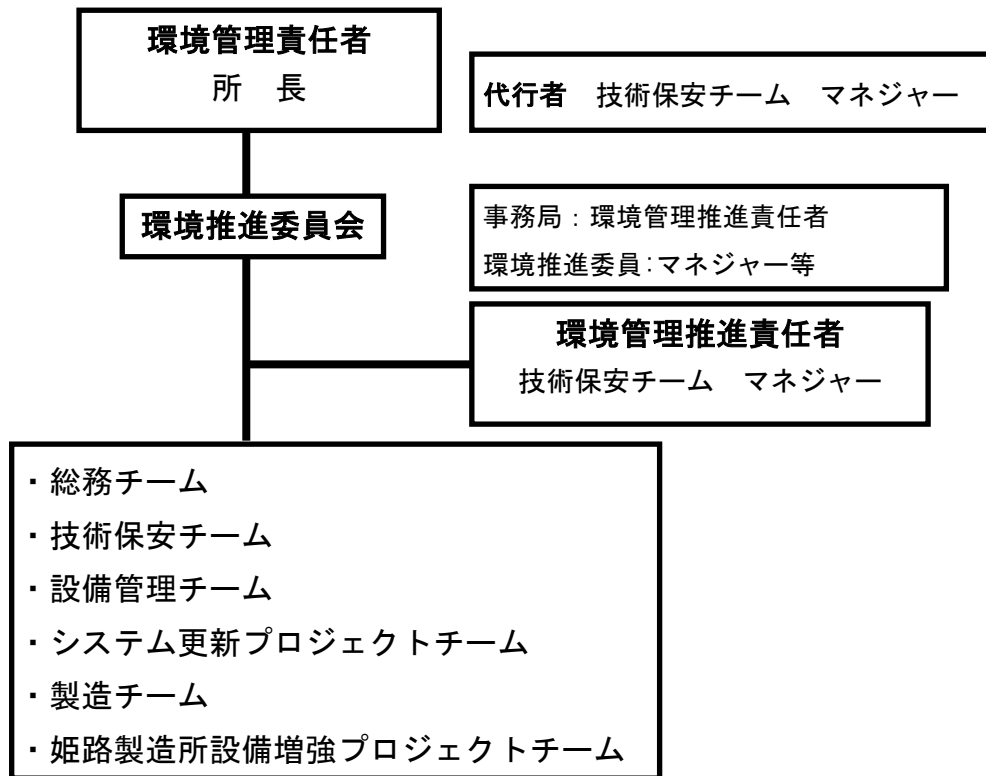 環境管理責任者
所　長
代行者　技術保安チーム　マネジャー
環境推進委員会
事務局：環境管理推進責任者
環境推進委員：マネジャー等
環境管理推進責任者
技術保安チーム　マネジャー
・総務チーム
・技術保安チーム
・設備管理チーム
・システム更新プロジェクトチーム
・製造チーム
・姫路製造所設備増強プロジェクトチーム